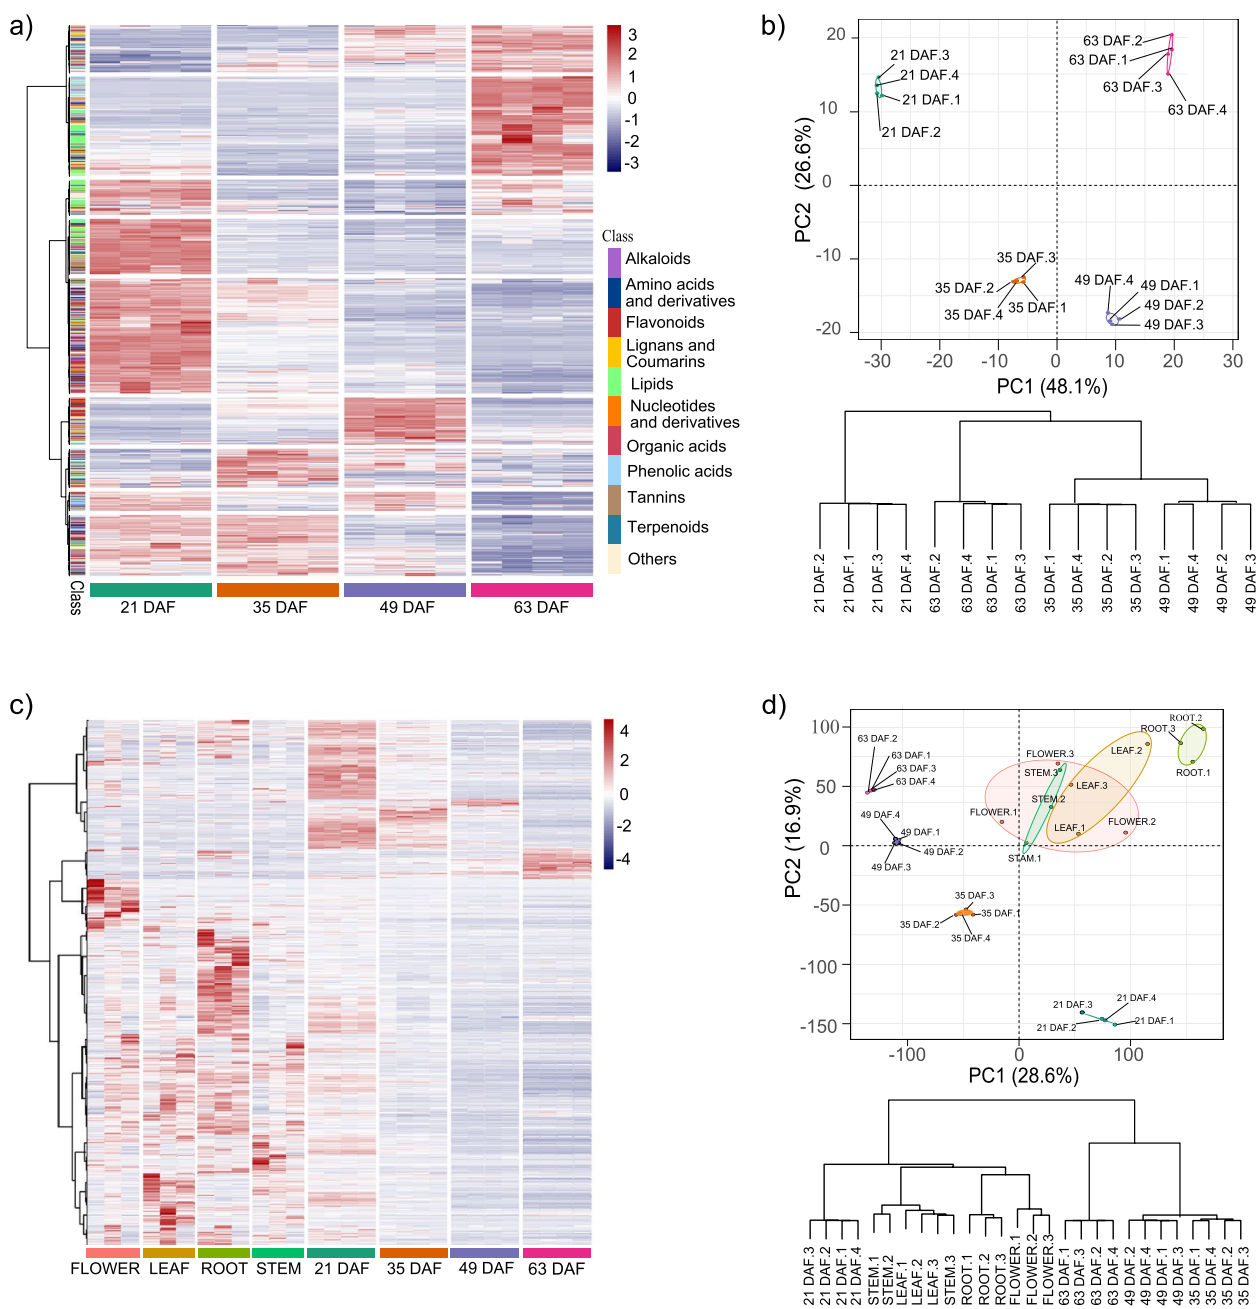 a)
3
2
1
0
-1
-2
-3
Class
Alkaloids
Amino acids
and derivatives
Flavonoids
Lignans and
Coumarins
Lipids
Nucleotides
and derivatives
Organic acids
Phenolic acids
Tannins
Terpenoids
Others
Class
21 DAF
35 DAF
49 DAF
63 DAF
b)
PC2 (26.6%)
20
10
0
-10
-20
21 DAF.3
21 DAF.4
21 DAF.1
21 DAF.2
63 DAF.2
63 DAF.1
63 DAF.3
63 DAF.4
35 DAF.3
35 DAF.2
35 DAF.1
35 DAF.4
49 DAF.4
49 DAF.1
49 DAF.2
49 DAF.3
-30
-20
-10
0
10
20
30
PC1 (48.1%)
21 DAF.2
21 DAF.1
21 DAF.3
21 DAF.4
63 DAF.2
63 DAF.4
63 DAF.1
63 DAF.3
35 DAF.1
35 DAF.4
35 DAF.2
35 DAF.3
49 DAF.1
49 DAF.4
49 DAF.2
49 DAF.3
c)
4
2
0
-2
-4
FLOWER
LEAF
ROOT
STEM
21 DAF
35 DAF
49 DAF
63 DAF
d)
PC2 (16.9%)
100
50
0
-50
-100
-150
63 DAF.2
63 DAF.1
63 DAF.3
63 DAF.4
49 DAF.4
49 DAF.1
49 DAF.2
49 DAF.3
FLOWER.3
STEM.3
STEM.2
FLOWER.1
STAM.1
LEAF.2
LEAF.3
LEAF.1
FLOWER.2
ROOT.2
ROOT.3
ROOT.1
35 DAF.3
35 DAF.1
35 DAF.2
35 DAF.4
21 DAF.3
21 DAF.4
21 DAF.2
21 DAF.1
-100
0
100
PC1 (28.6%)
21 DAF.3
21 DAF.2
21 DAF.1
21 DAF.4
STEM.1
STEM.2
LEAF.1
LEAF.2
LEAF.3
STEM.3
ROOT.1
ROOT.2
ROOT.3
FLOWER.1
FLOWER.2
FLOWER.3
63 DAF.1
63 DAF.3
63 DAF.2
63 DAF.4
49 DAF.2
49 DAF.4
49 DAF.1
49 DAF.3
35 DAF.1
35 DAF.4
35 DAF.2
35 DAF.3